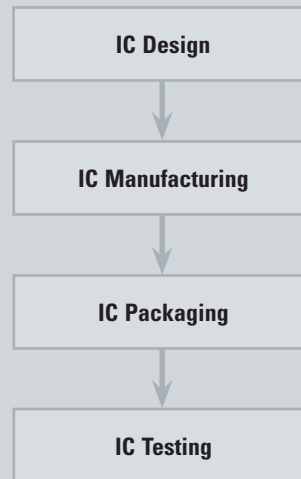 IC Design
IC Manufacturing
IC Packaging
IC Testing